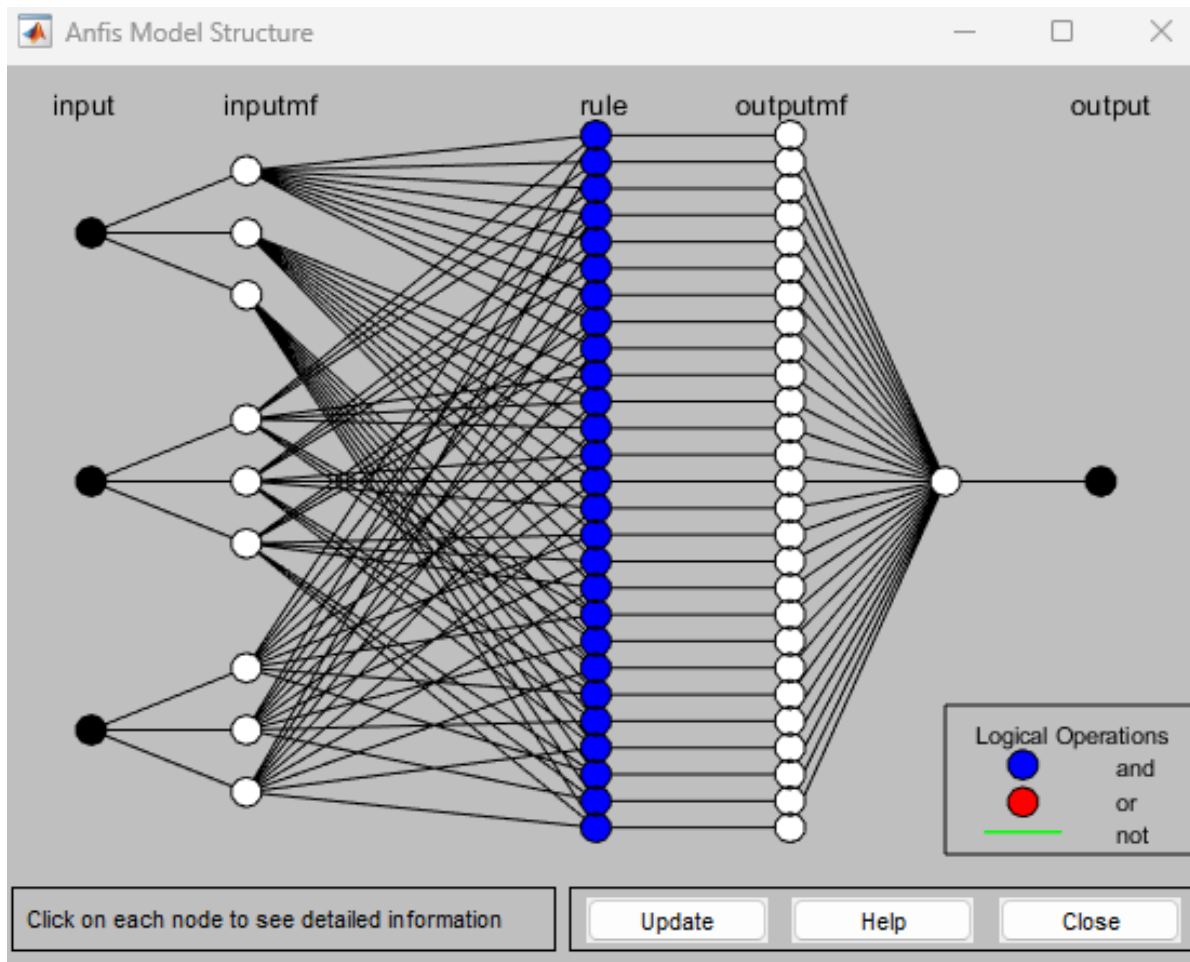 Anfis Model Structure
input inputmf rule outputmf output
Logical Operations
and
or
not
Click on each node to see detailed information
Update Help Close